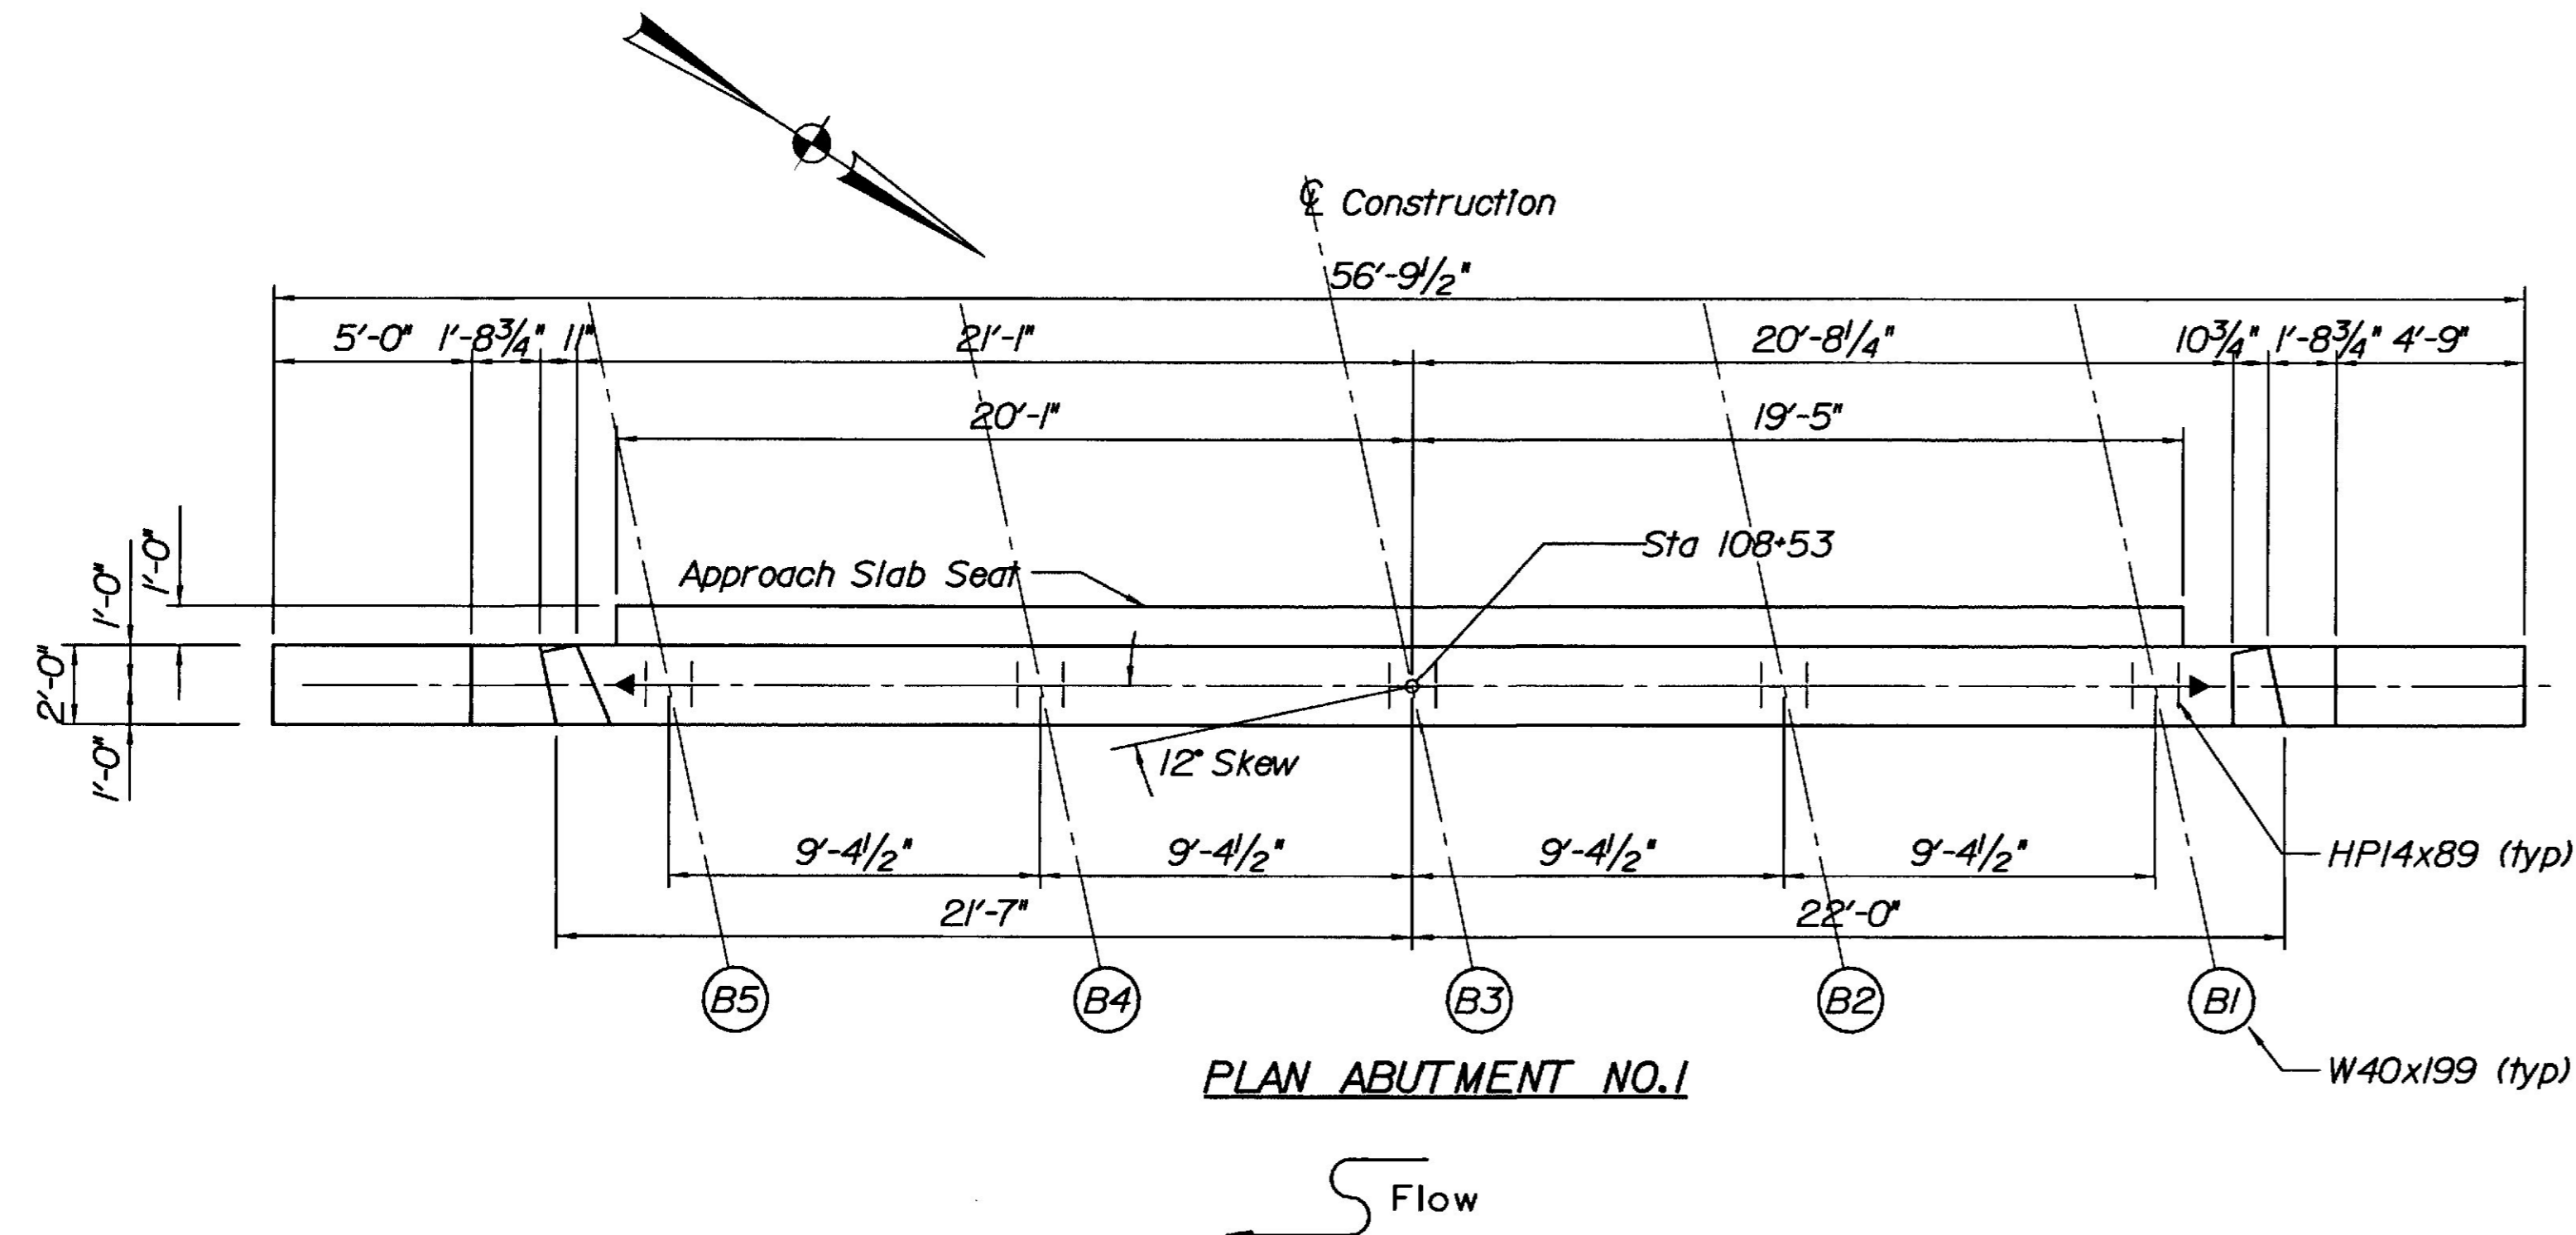 ℄ Construction
56'-9 1/2"
5'-0" 1'-8 3/4" 11" 21'-1" 20'-8 1/4" 10 3/4" 1'-8 3/4" 4'-9"
20'-1" 19'-5"
Sta 108+53
Approach Slab Seat
1'-0"
1'-0"
2'-0"
1'-0"
12° Skew
9'-4 1/2" 9'-4 1/2" 9'-4 1/2" 9'-4 1/2"
HP14x89 (typ)
21'-7" 22'-0"
B5 B4 B3 B2 B1
W40x199 (typ)
PLAN ABUTMENT NO.1
Flow